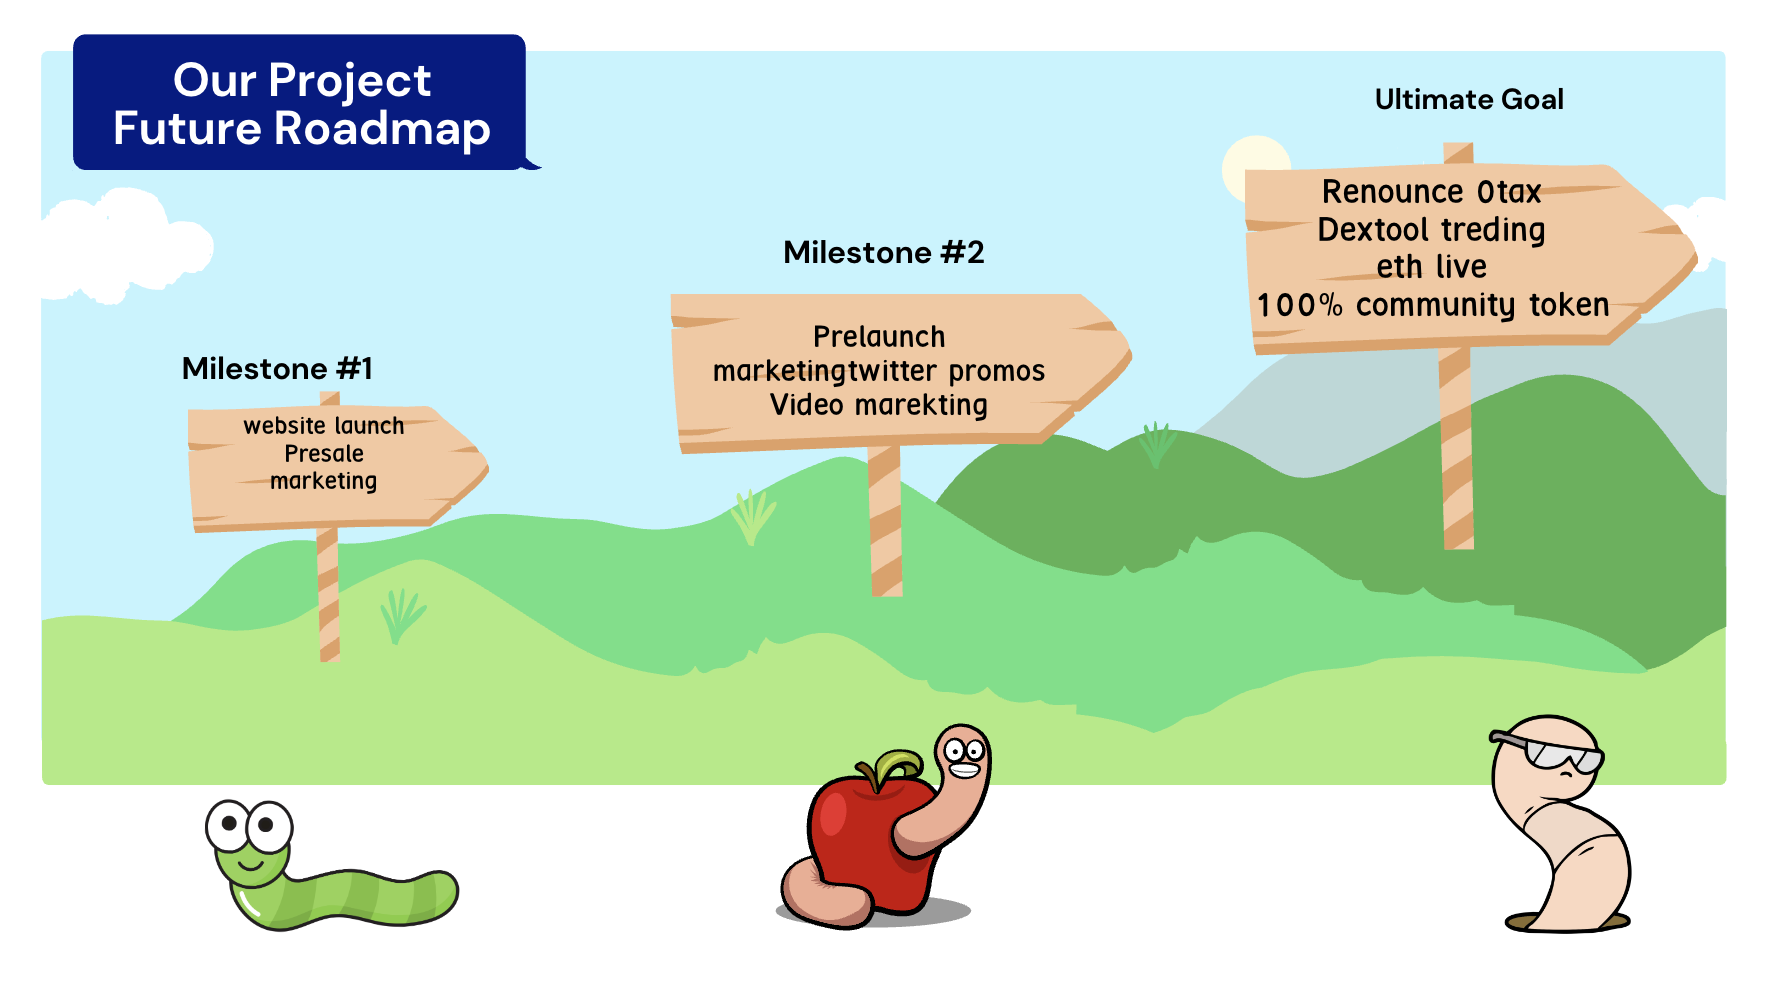 Our Project
Future Roadmap
Ultimate Goal
Renounce 0tax
Dextool treding
eth live
100% community token
Milestone #2
Prelaunch
marketingtwitter promos
Video marekting
Milestone #1
website launch
Presale
marketing